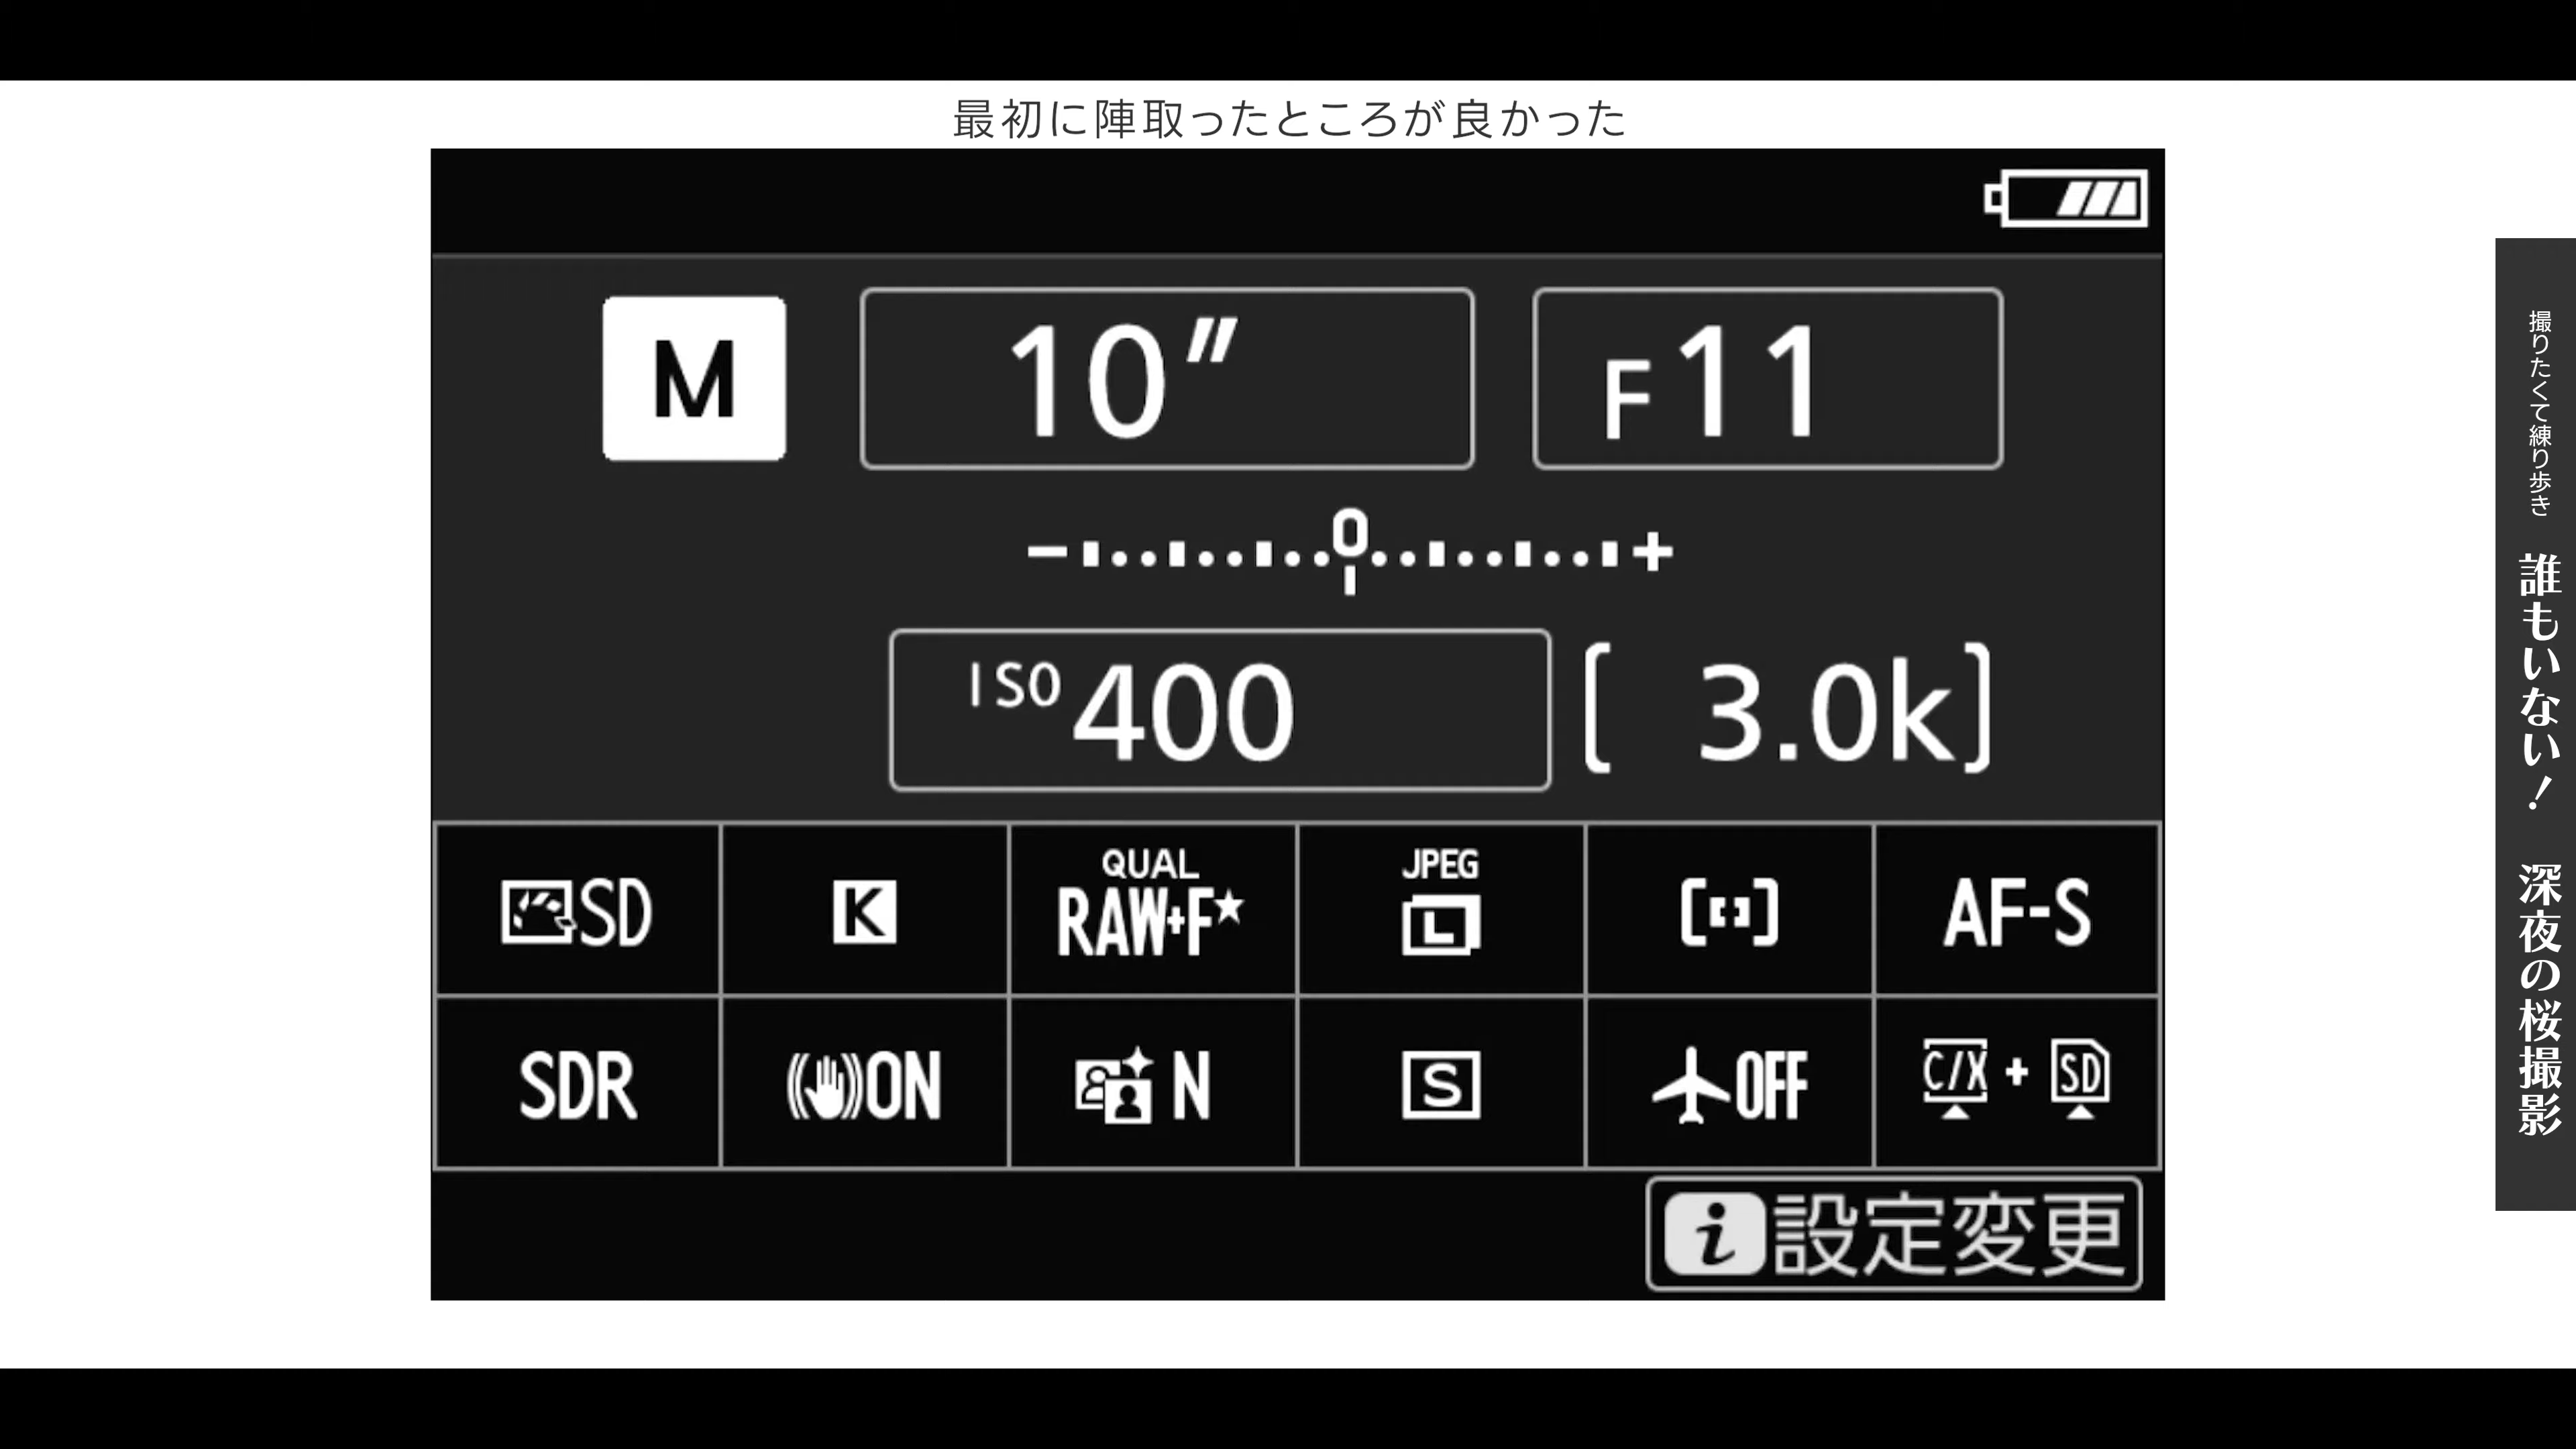 最初に陣取ったところが良かった
M 10″ F11
− 0 +
ISO 400 [ 3.0k]
SD K QUAL RAW+F★ JPEG L [ ] AF-S
SDR ON N S OFF C/X + SD
i 設定変更
撮りたくて練り歩き 誰もいない! 深夜の桜撮影